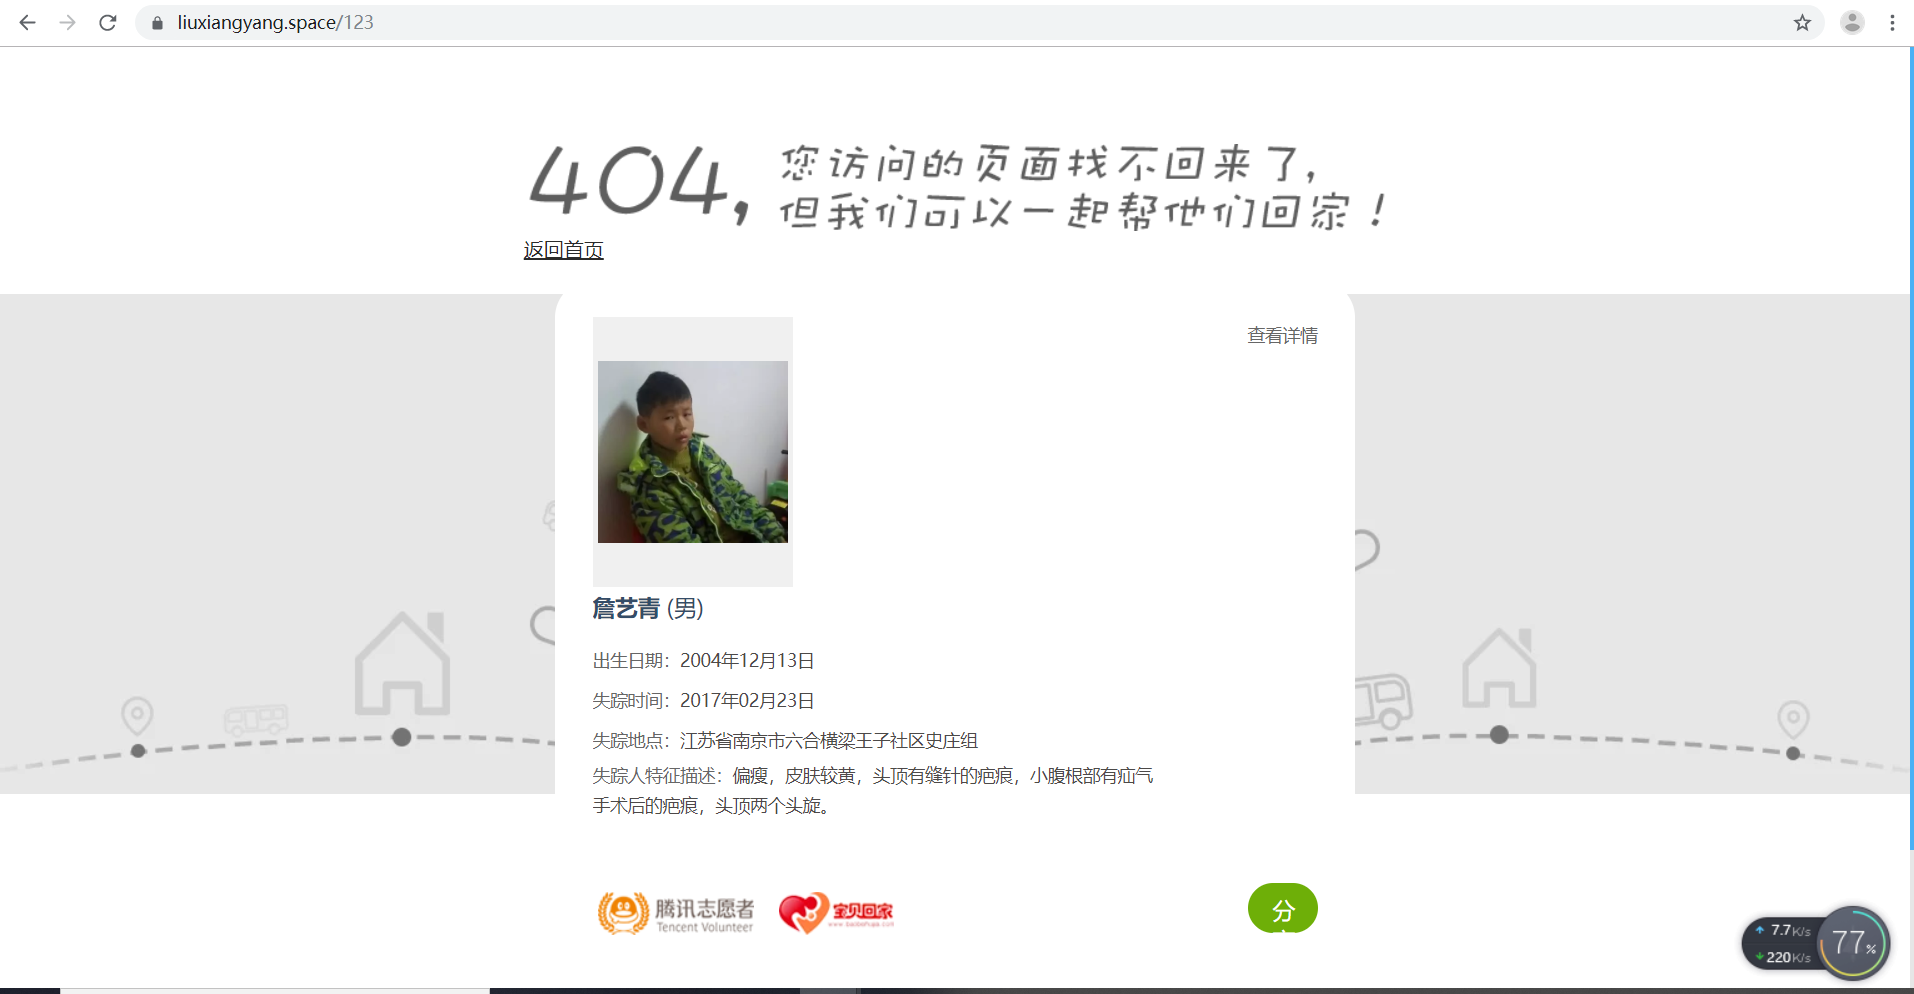 liuxiangyang.space/123
404,
您访问的页面找不回来了，
但我们可以一起帮他们回家！
返回首页
查看详情
詹艺青 (男)
出生日期：2004年12月13日
失踪时间：2017年02月23日
失踪地点：江苏省南京市六合横梁王子社区史庄组
失踪人特征描述：偏瘦，皮肤较黄，头顶有缝针的疤痕，小腹根部有疝气
手术后的疤痕，头顶两个头旋。
腾讯志愿者
Tencent Volunteer
宝贝回家
分
7.7K/s
220K/s
77%